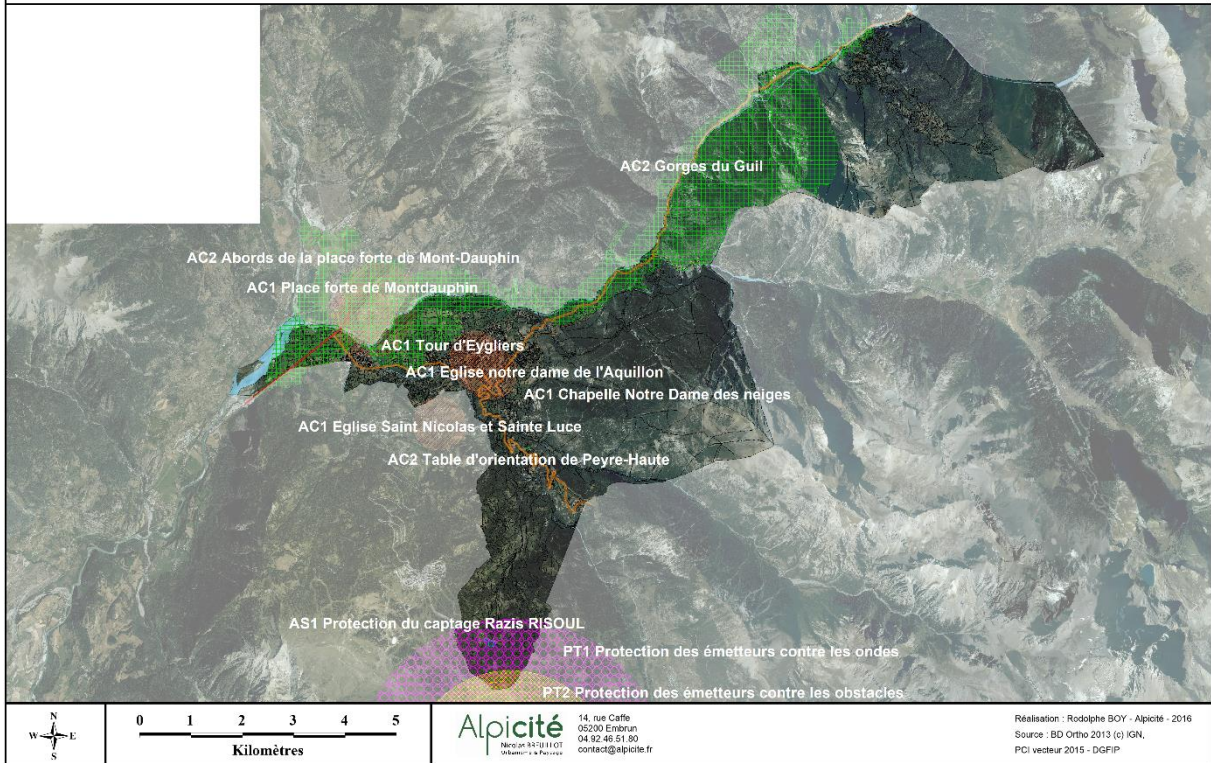 AC2 Gorges du Guil
AC2 Abords de la place forte de Mont-Dauphin
AC1 Place forte de Montdauphin
AC1 Tour d'Eygliers
AC1 Eglise notre dame de l'Aquillon
AC1 Chapelle Notre Dame des neiges
AC1 Eglise Saint Nicolas et Sainte Luce
AC2 Table d'orientation de Peyre-Haute
AS1 Protection du captage Razis RISOUL
PT1 Protection des émetteurs contre les ondes
PT2 Protection des émetteurs contre les obstacles
N
W E
S
0 1 2 3 4 5
Kilomètres
Alpicité
Nicolas BREUILLOT
Urbanisme & Paysage
14, rue Caffe
05200 Embrun
04.92.46.51.80
contact@alpicite.fr
Réalisation : Rodolphe BOY - Alpicité - 2016
Source : BD Ortho 2013 (c) IGN,
PCI vecteur 2015 - DGFIP